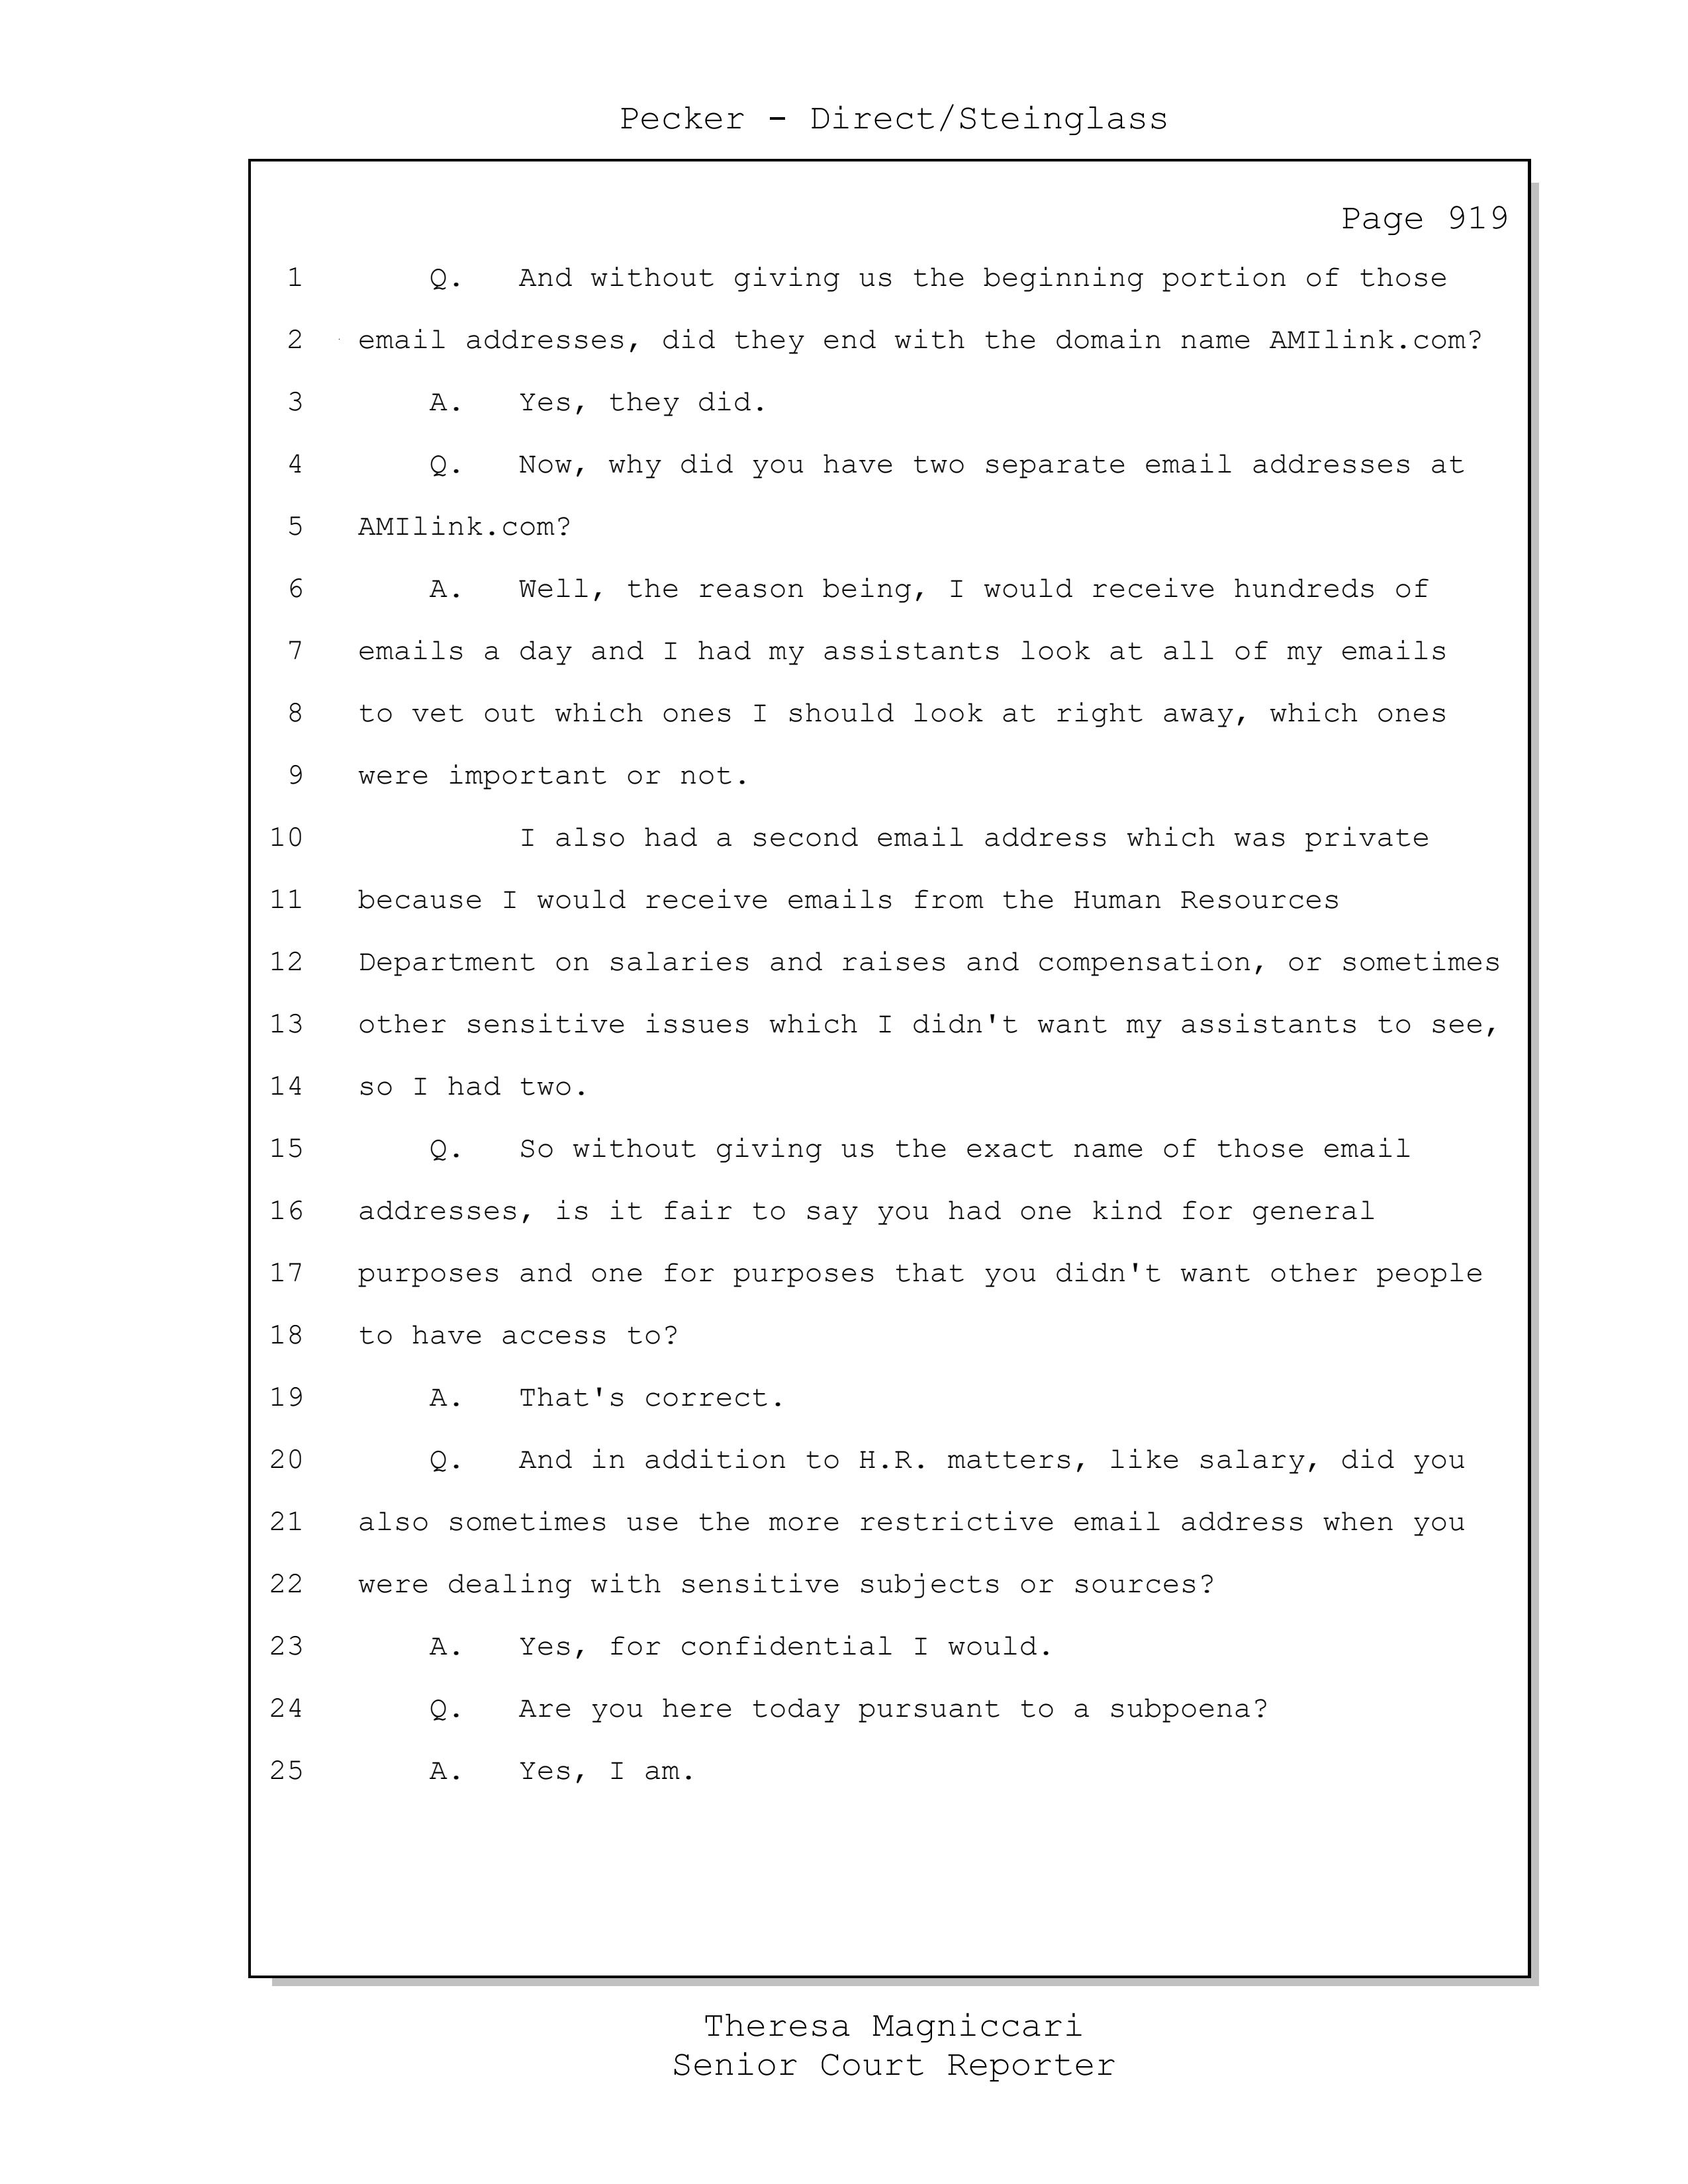 Pecker - Direct/Steinglass
Page 919
1 Q. And without giving us the beginning portion of those
2 email addresses, did they end with the domain name AMIlink.com?
3 A. Yes, they did.
4 Q. Now, why did you have two separate email addresses at
5 AMIlink.com?
6 A. Well, the reason being, I would receive hundreds of
7 emails a day and I had my assistants look at all of my emails
8 to vet out which ones I should look at right away, which ones
9 were important or not.
10 I also had a second email address which was private
11 because I would receive emails from the Human Resources
12 Department on salaries and raises and compensation, or sometimes
13 other sensitive issues which I didn't want my assistants to see,
14 so I had two.
15 Q. So without giving us the exact name of those email
16 addresses, is it fair to say you had one kind for general
17 purposes and one for purposes that you didn't want other people
18 to have access to?
19 A. That's correct.
20 Q. And in addition to H.R. matters, like salary, did you
21 also sometimes use the more restrictive email address when you
22 were dealing with sensitive subjects or sources?
23 A. Yes, for confidential I would.
24 Q. Are you here today pursuant to a subpoena?
25 A. Yes, I am.
Theresa Magniccari
Senior Court Reporter